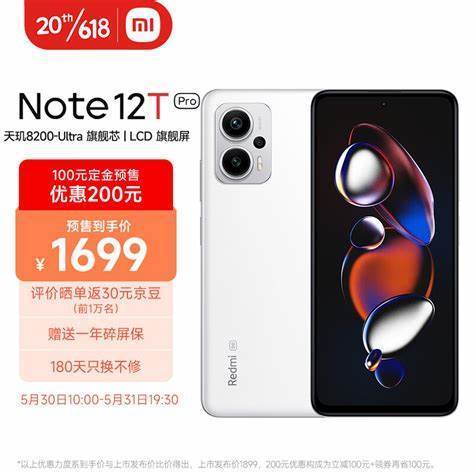 20th/618
Note 12T Pro
天玑8200-Ultra 旗舰芯 | LCD 旗舰屏
100元定金预售
优惠200元
预售到手价
¥1699
评价晒单返30元京豆
(前1万名)
赠送一年碎屏保
180天只换不修
5月30日10:00-5月31日19:30
Redmi
*以上优惠力度系到手价与上市发布价比价得出、上市发布价1899，200元优惠构成为立减100元+领券再省100元。